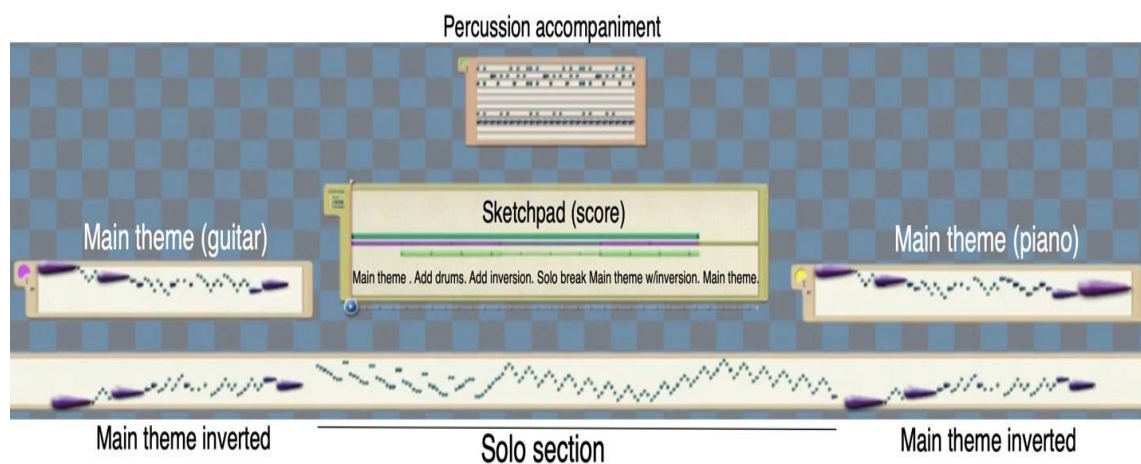 Percussion accompaniment
Sketchpad (score)
Main theme (guitar)
Main theme (piano)
Main theme . Add drums. Add inversion. Solo break Main theme w/inversion. Main theme.
Main theme inverted
Solo section
Main theme inverted